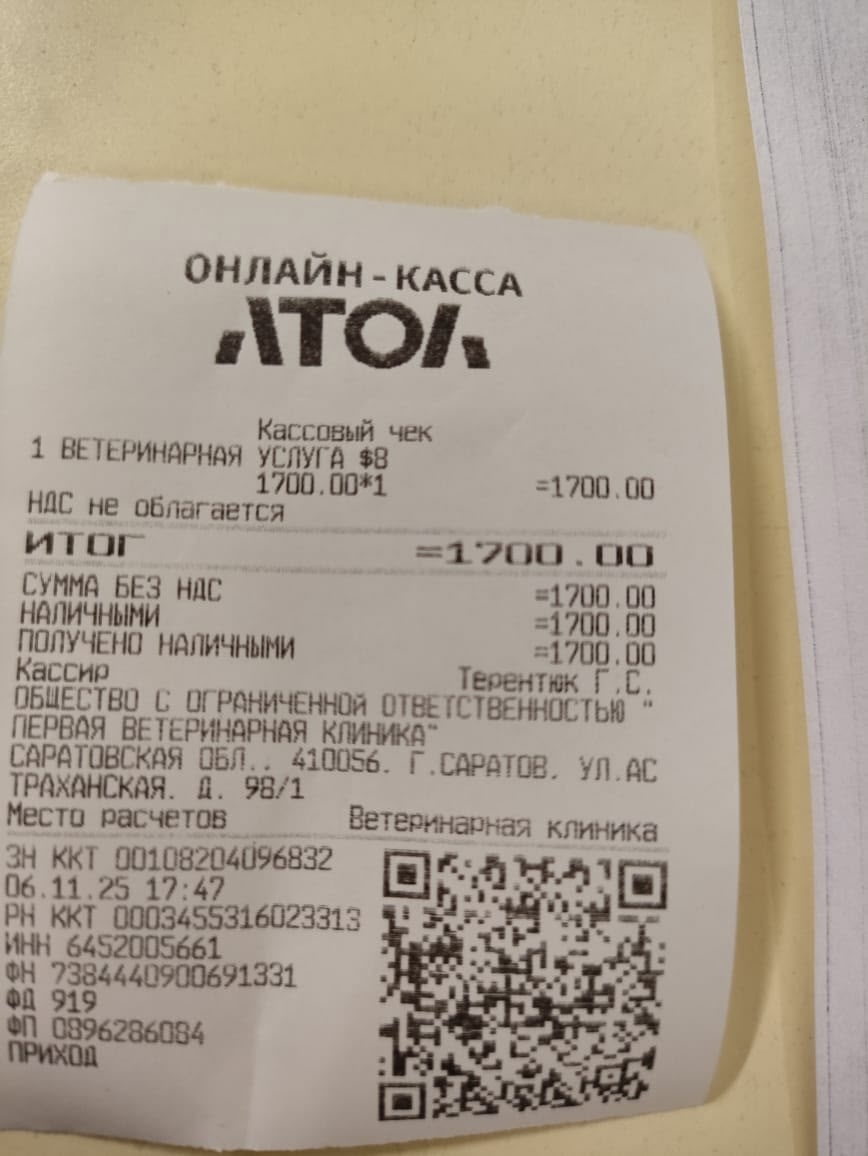 ОНЛАЙН-КАССА
АТОЛ
Кассовый чек
1 ВЕТЕРИНАРНАЯ УСЛУГА $8
1700.00*1 =1700.00
НДС не облагается
ИТОГ =1700.00
СУММА БЕЗ НДС =1700.00
НАЛИЧНЫМИ =1700.00
ПОЛУЧЕНО НАЛИЧНЫМИ =1700.00
Кассир Терентюк Г.С.
ОБЩЕСТВО С ОГРАНИЧЕННОЙ ОТВЕТСТВЕННОСТЬЮ "
ПЕРВАЯ ВЕТЕРИНАРНАЯ КЛИНИКА"
САРАТОВСКАЯ ОБЛ., 410056, Г.САРАТОВ, УЛ.АС
ТРАХАНСКАЯ, Д. 98/1
Место расчетов Ветеринарная клиника
ЗН ККТ 00108204096832
06.11.25 17:47
РН ККТ 0003455316023313
ИНН 6452005661
ФН 7384440900691331
ФД 919
ФП 0896286084
ПРИХОД